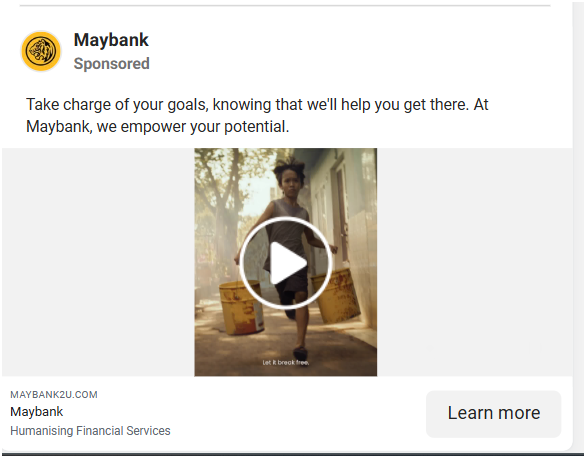 Maybank
Sponsored
Take charge of your goals, knowing that we'll help you get there. At
Maybank, we empower your potential.
Let it break free.
MAYBANK2U.COM
Maybank
Humanising Financial Services
Learn more